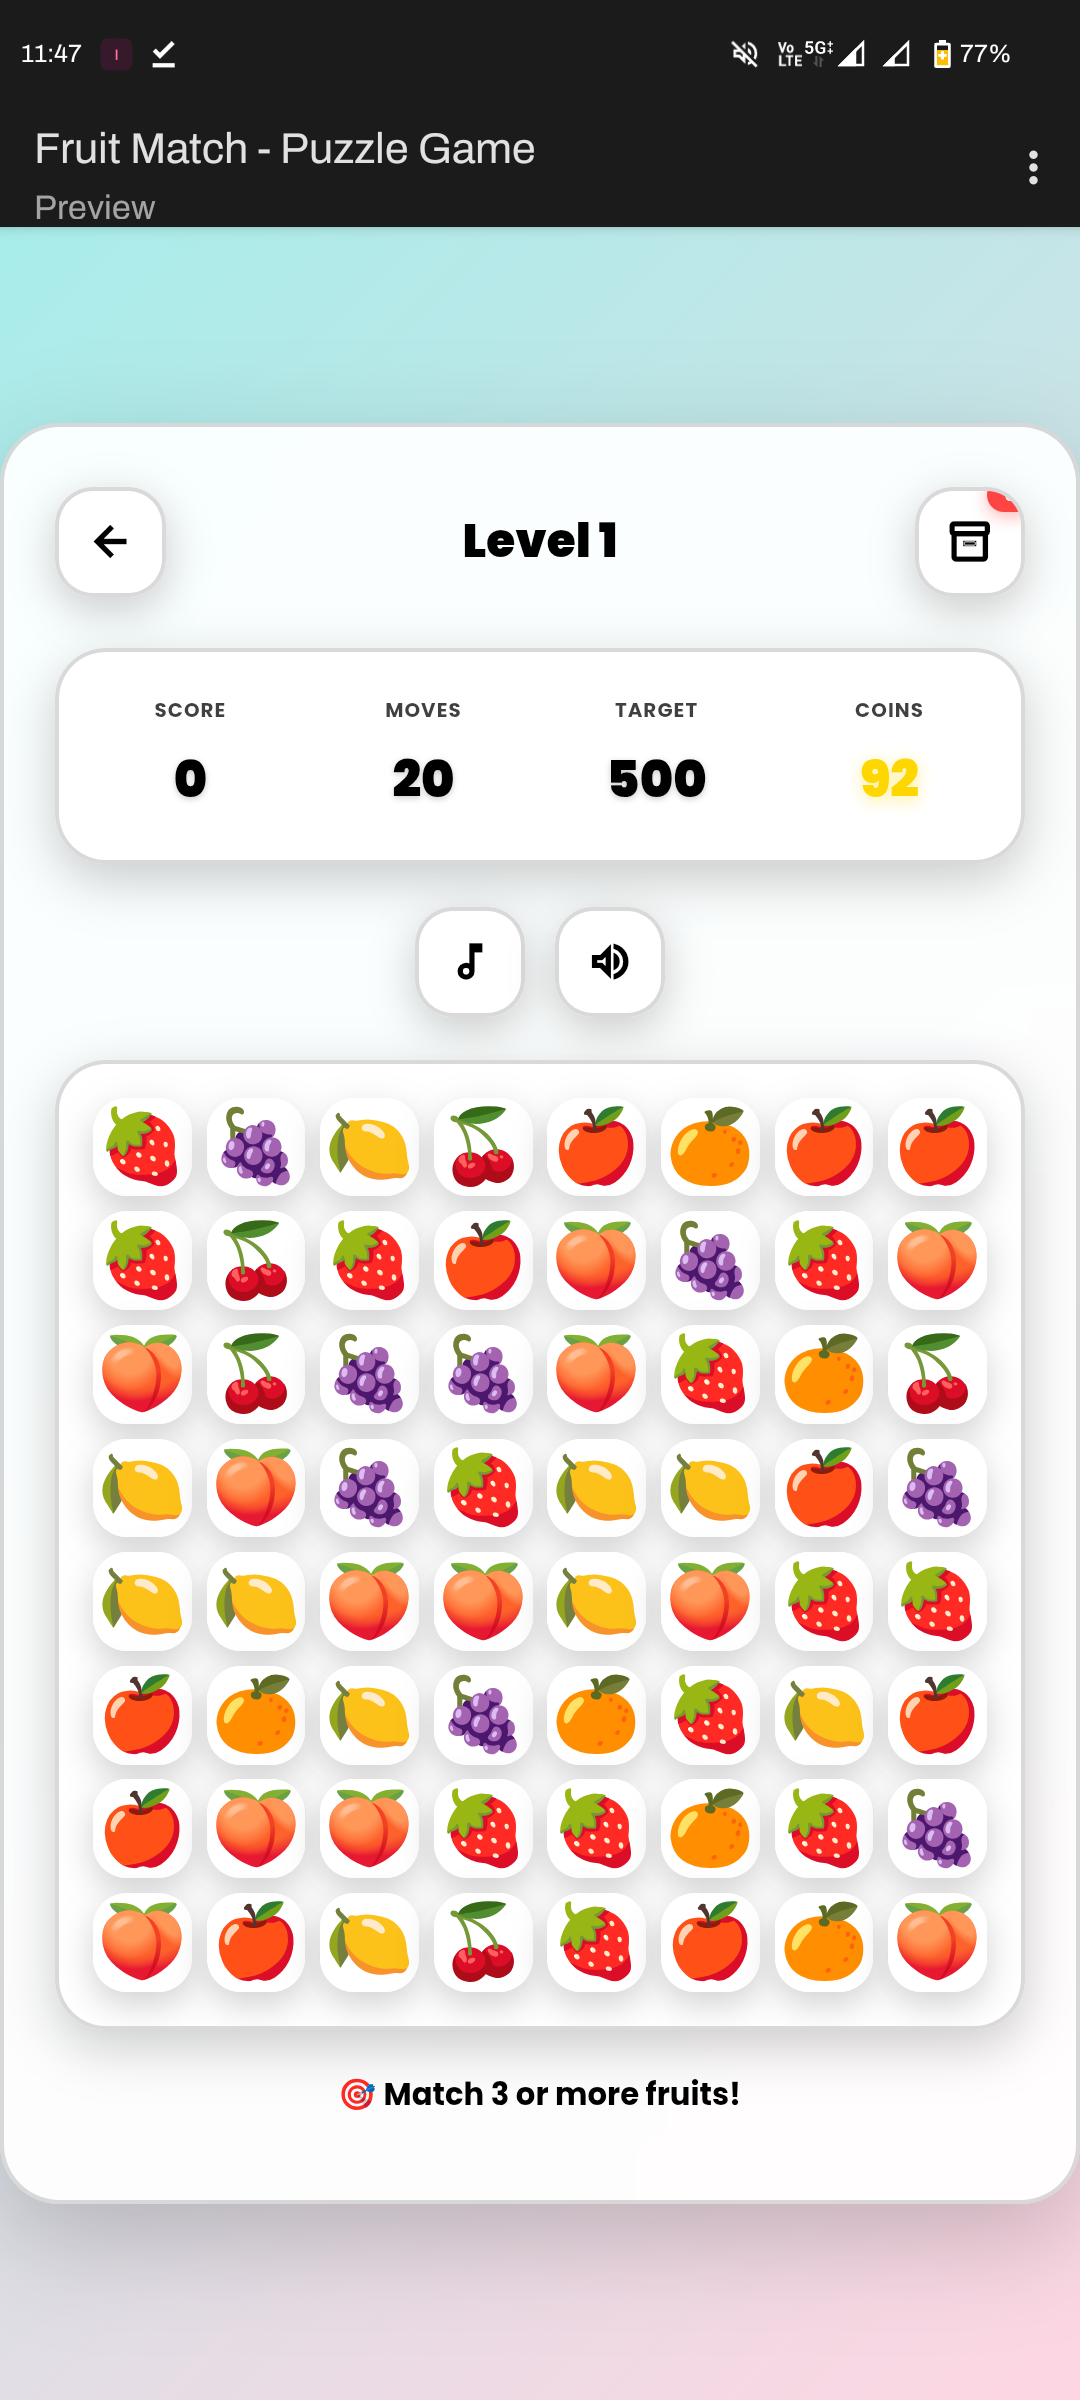 11:47
Vo LTE 5G‡ 77%
Fruit Match - Puzzle Game
Preview
Level 1
SCORE MOVES TARGET COINS
0 20 500 92
Match 3 or more fruits!